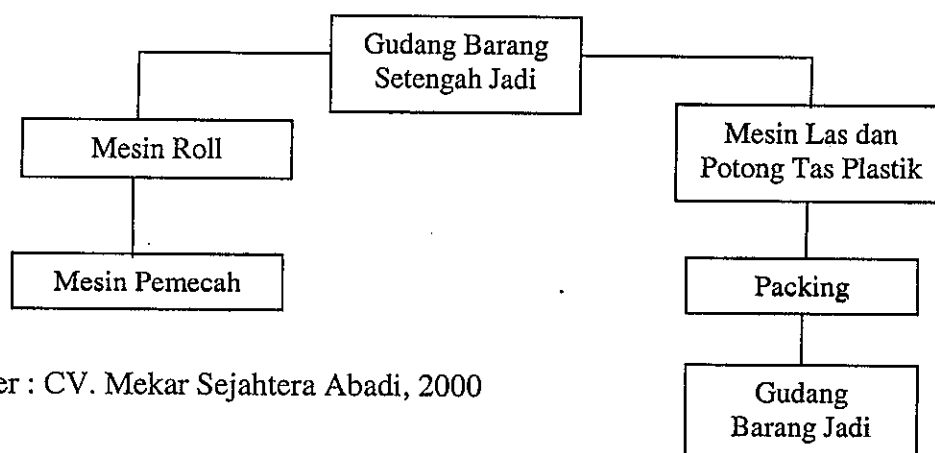 Gudang Barang
Setengah Jadi
Mesin Roll
Mesin Las dan
Potong Tas Plastik
Mesin Pemecah
Packing
er : CV. Mekar Sejahtera Abadi, 2000
Gudang
Barang Jadi